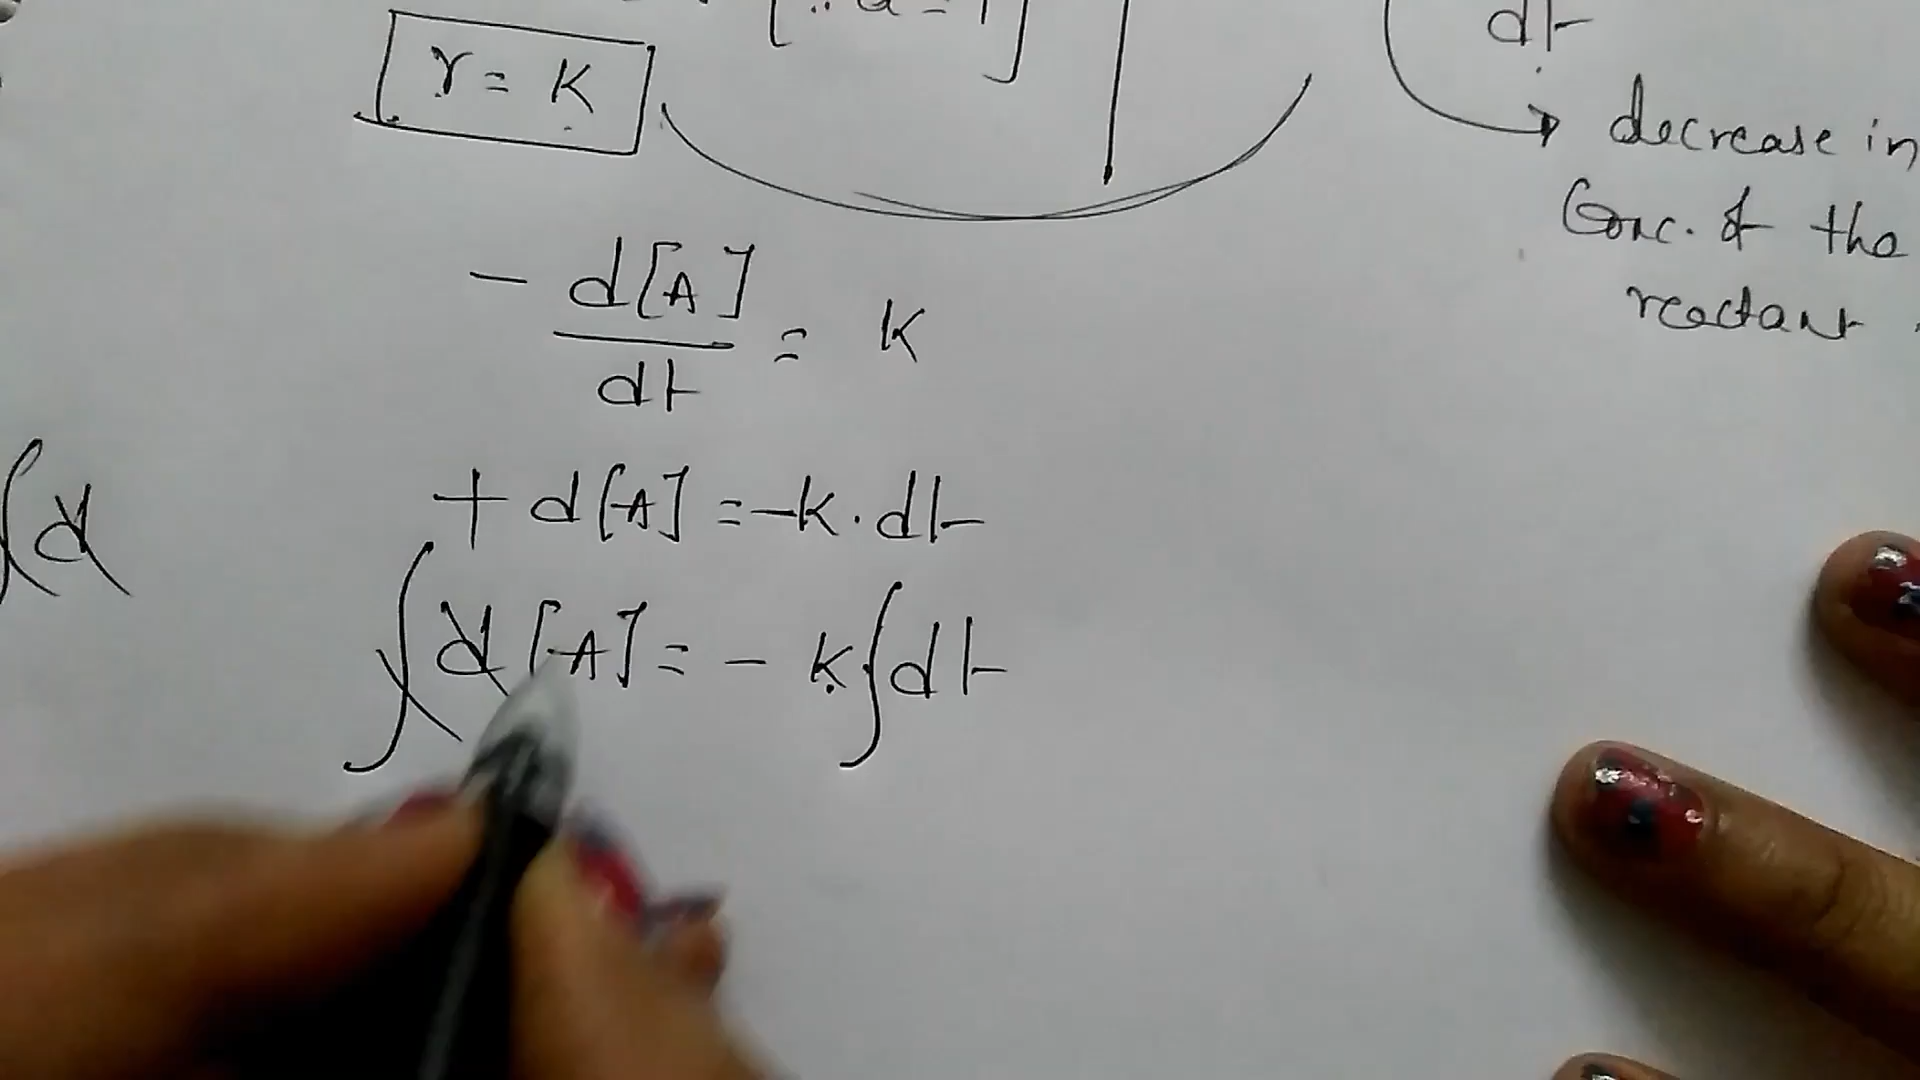 r = K
dt
decrease in
Conc. of the
reactant
- d[A]/dt = K
+ d[A] = -K. dt
∫d
∫d[A] = - K∫dt